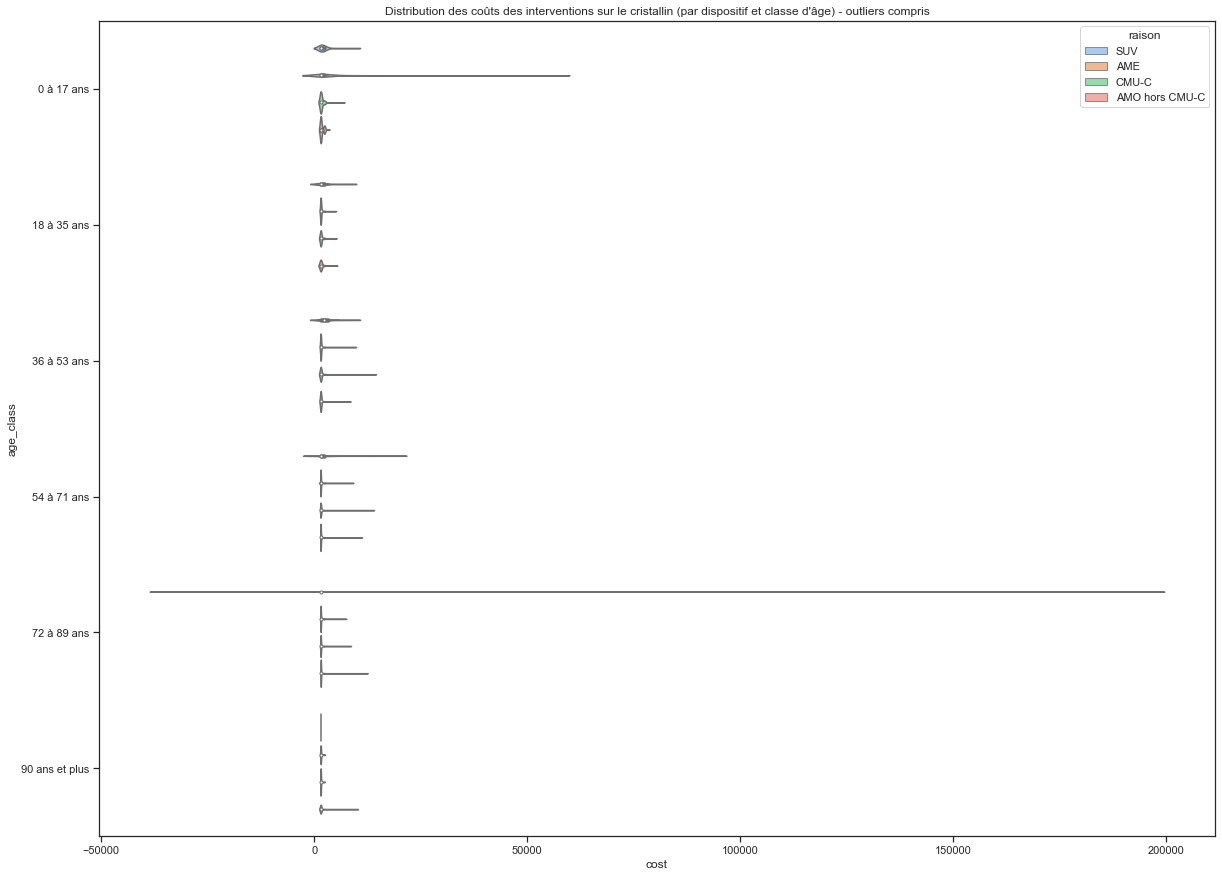 Distribution des coûts des interventions sur le cristallin (par dispositif et classe d'âge) - outliers compris
raison
SUV
AME
CMU-C
AMO hors CMU-C
0 à 17 ans
18 à 35 ans
36 à 53 ans
54 à 71 ans
72 à 89 ans
90 ans et plus
age_class
−50000
0
50000
100000
150000
200000
cost